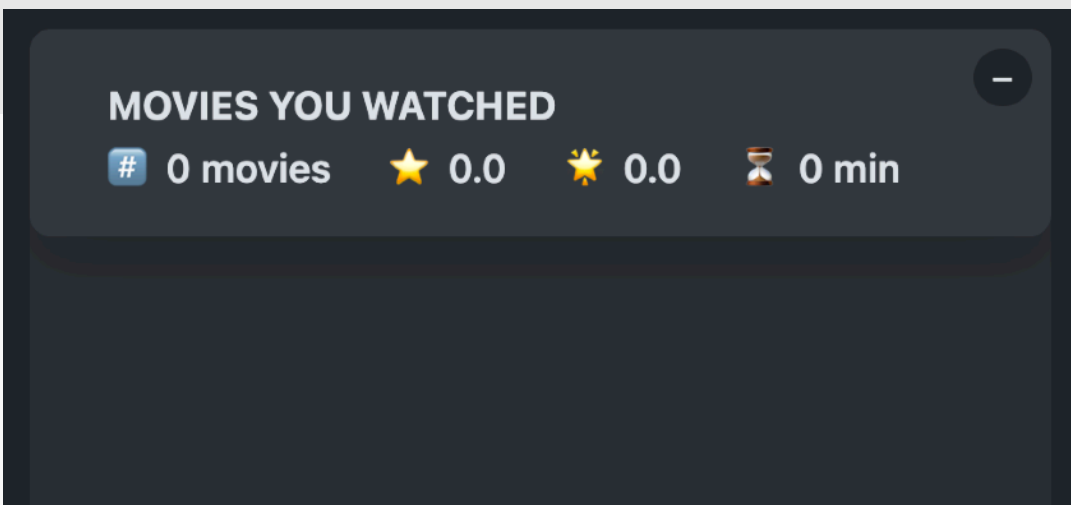 MOVIES YOU WATCHED
#️⃣ 0 movies ⭐ 0.0 🌟 0.0 ⏳ 0 min
–